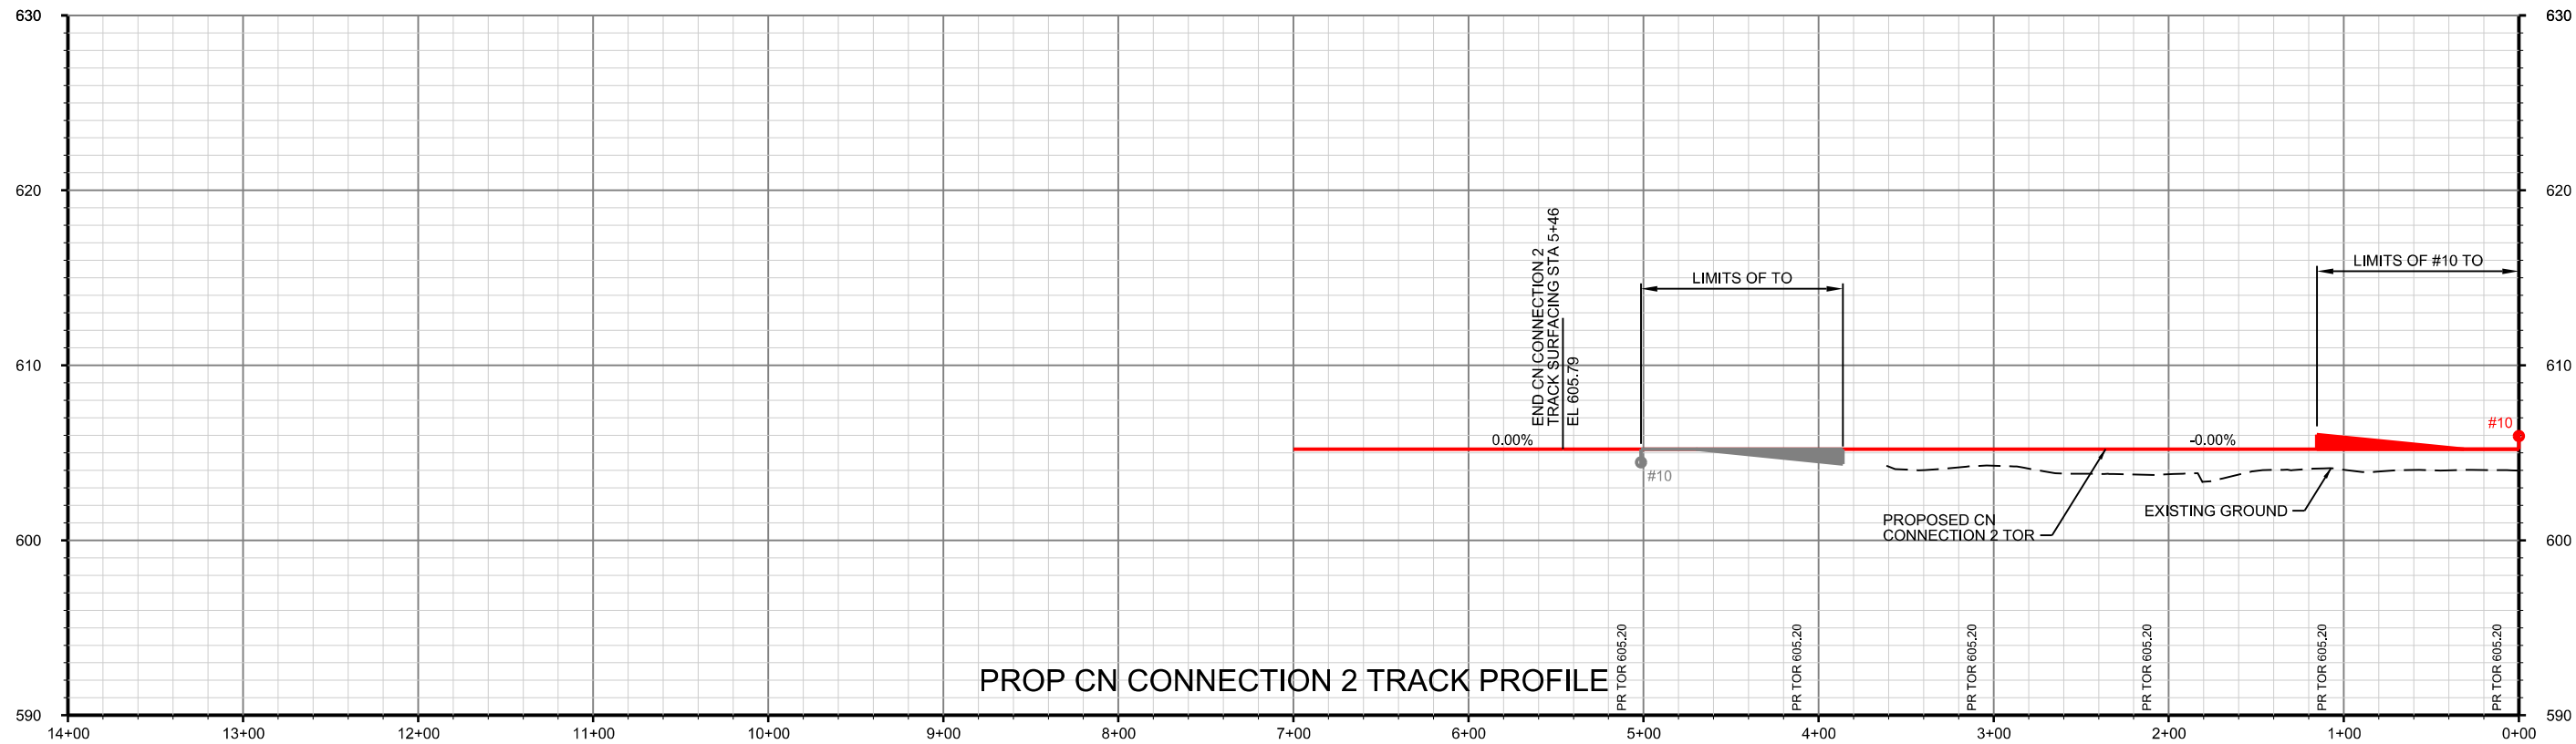 630
630
620
620
END CN CONNECTION 2
TRACK SURFACING STA 5+46
EL 605.79
LIMITS OF TO
LIMITS OF #10 TO
610
610
#10
0.00%
-0.00%
#10
EXISTING GROUND
PROPOSED CN
CONNECTION 2 TOR
600
600
PROP CN CONNECTION 2 TRACK PROFILE
PR TOR 605.20
PR TOR 605.20
PR TOR 605.20
PR TOR 605.20
PR TOR 605.20
PR TOR 605.20
590
590
14+00 13+00 12+00 11+00 10+00 9+00 8+00 7+00 6+00 5+00 4+00 3+00 2+00 1+00 0+00